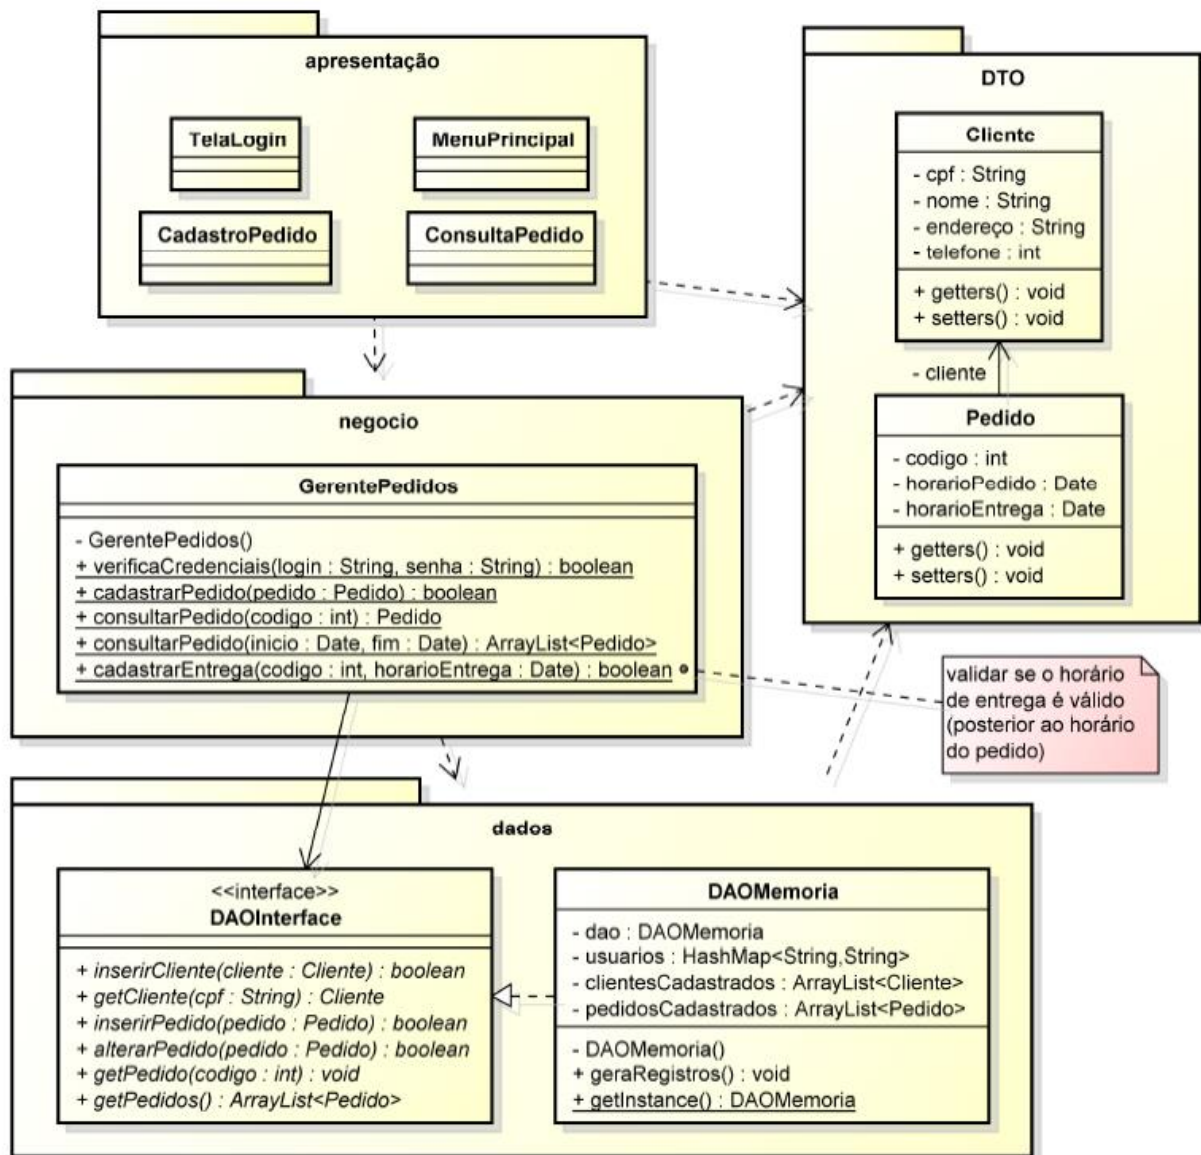 apresentação
TelaLogin
MenuPrincipal
CadastroPedido
ConsultaPedido
DTO
Cliente
- cpf : String
- nome : String
- endereço : String
- telefone : int
+ getters() : void
+ setters() : void
- cliente
Pedido
- codigo : int
- horarioPedido : Date
- horarioEntrega : Date
+ getters() : void
+ setters() : void
negocio
GerentePedidos
- GerentePedidos()
+ verificaCredenciais(login : String, senha : String) : boolean
+ cadastrarPedido(pedido : Pedido) : boolean
+ consultarPedido(codigo : int) : Pedido
+ consultarPedido(inicio : Date, fim : Date) : ArrayList<Pedido>
+ cadastrarEntrega(codigo : int, horarioEntrega : Date) : boolean
validar se o horário
de entrega é válido
(posterior ao horário
do pedido)
dados
<<interface>>
DAOInterface
+ inserirCliente(cliente : Cliente) : boolean
+ getCliente(cpf : String) : Cliente
+ inserirPedido(pedido : Pedido) : boolean
+ alterarPedido(pedido : Pedido) : boolean
+ getPedido(codigo : int) : void
+ getPedidos() : ArrayList<Pedido>
DAOMemoria
- dao : DAOMemoria
- usuarios : HashMap<String,String>
- clientesCadastrados : ArrayList<Cliente>
- pedidosCadastrados : ArrayList<Pedido>
- DAOMemoria()
+ geraRegistros() : void
+ getInstance() : DAOMemoria